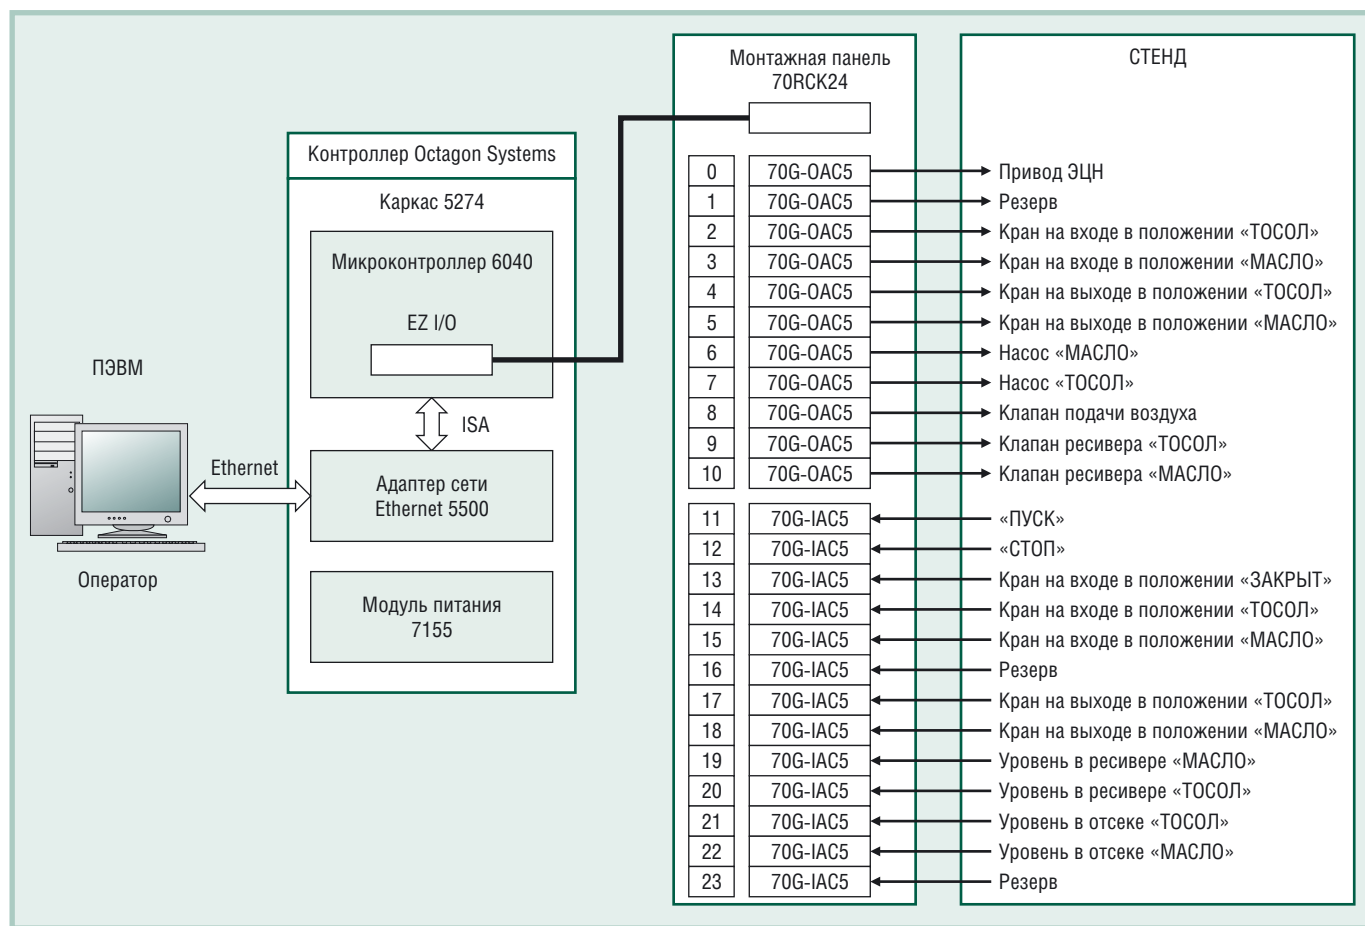 ПЭВМ
Ethernet
Оператор
Контроллер Octagon Systems
Каркас 5274
Микроконтроллер 6040
EZ I/O
ISA
Адаптер сети
Ethernet 5500
Модуль питания
7155
Монтажная панель
70RCK24
СТЕНД
0 70G-OAC5 Привод ЭЦН
1 70G-OAC5 Резерв
2 70G-OAC5 Кран на входе в положении «ТОСОЛ»
3 70G-OAC5 Кран на входе в положении «МАСЛО»
4 70G-OAC5 Кран на выходе в положении «ТОСОЛ»
5 70G-OAC5 Кран на выходе в положении «МАСЛО»
6 70G-OAC5 Насос «МАСЛО»
7 70G-OAC5 Насос «ТОСОЛ»
8 70G-OAC5 Клапан подачи воздуха
9 70G-OAC5 Клапан ресивера «ТОСОЛ»
10 70G-OAC5 Клапан ресивера «МАСЛО»
11 70G-IAC5 «ПУСК»
12 70G-IAC5 «СТОП»
13 70G-IAC5 Кран на входе в положении «ЗАКРЫТ»
14 70G-IAC5 Кран на входе в положении «ТОСОЛ»
15 70G-IAC5 Кран на входе в положении «МАСЛО»
16 70G-IAC5 Резерв
17 70G-IAC5 Кран на выходе в положении «ТОСОЛ»
18 70G-IAC5 Кран на выходе в положении «МАСЛО»
19 70G-IAC5 Уровень в ресивере «МАСЛО»
20 70G-IAC5 Уровень в ресивере «ТОСОЛ»
21 70G-IAC5 Уровень в отсеке «ТОСОЛ»
22 70G-IAC5 Уровень в отсеке «МАСЛО»
23 70G-IAC5 Резерв